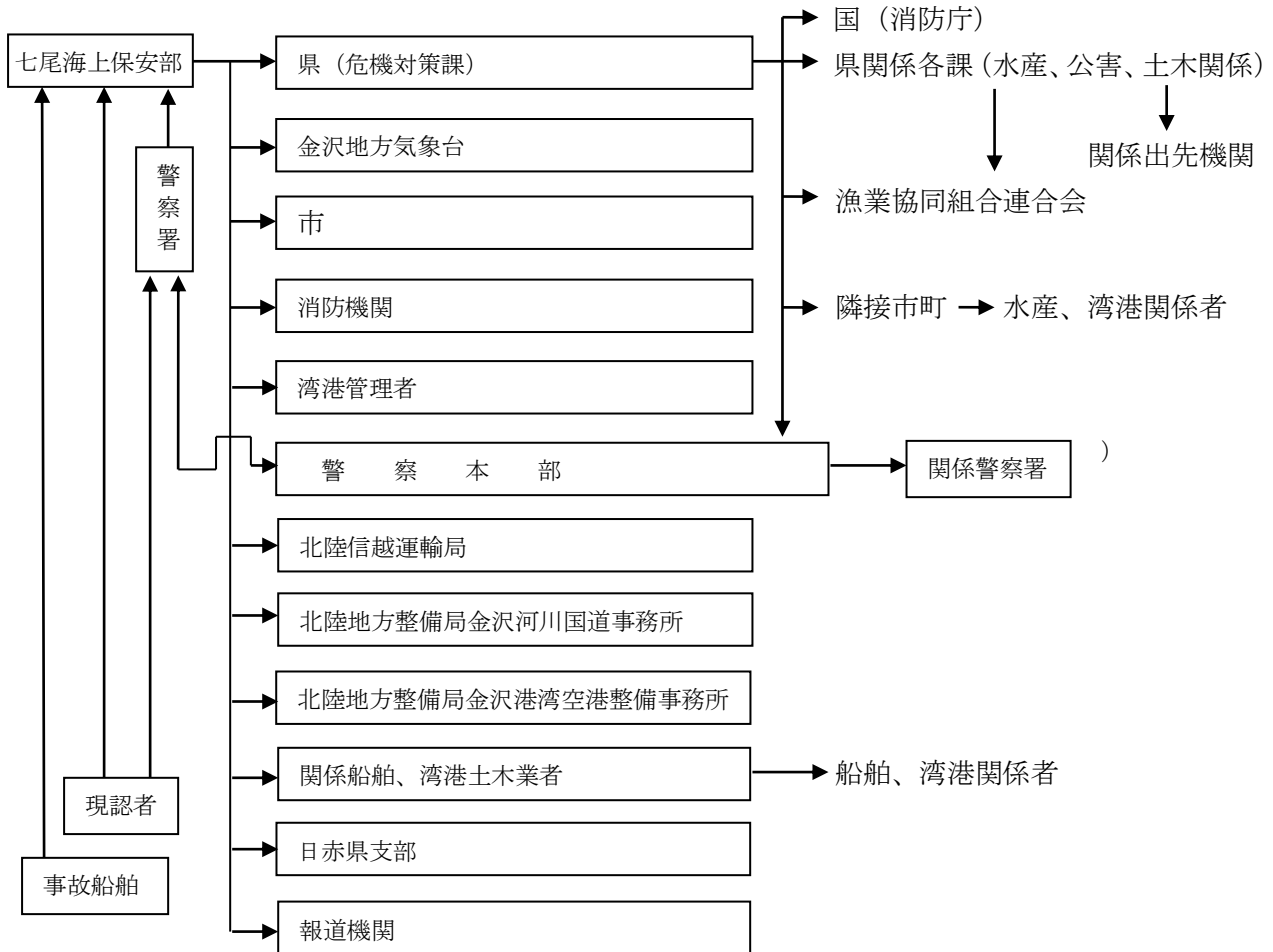 国（消防庁）
七尾海上保安部
県（危機対策課）
県関係各課（水産、公害、土木関係）
金沢地方気象台
関係出先機関
警察署
市
漁業協同組合連合会
消防機関
隣接市町
水産、湾港関係者
湾港管理者
警察本部
関係警察署
）
北陸信越運輸局
北陸地方整備局金沢河川国道事務所
北陸地方整備局金沢港湾空港整備事務所
関係船舶、湾港土木業者
船舶、湾港関係者
現認者
日赤県支部
事故船舶
報道機関